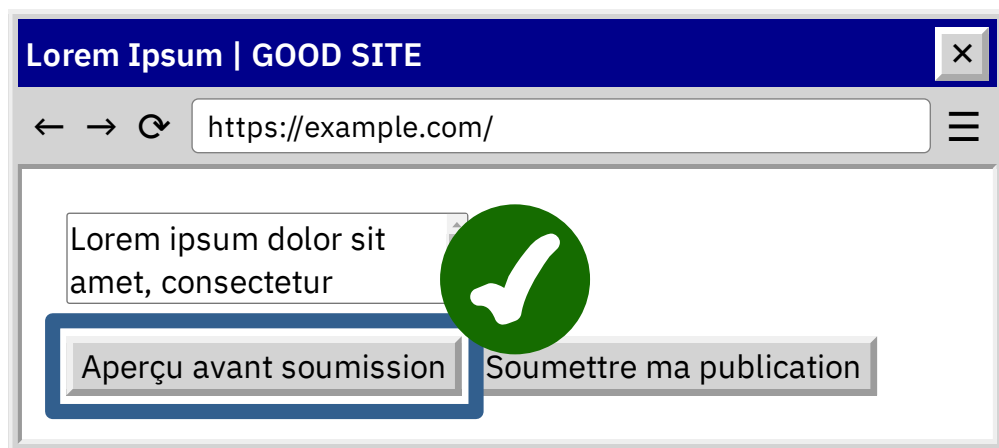 Lorem Ipsum | GOOD SITE
https://example.com/
Lorem ipsum dolor sit
amet, consectetur
Aperçu avant soumission
Soumettre ma publication